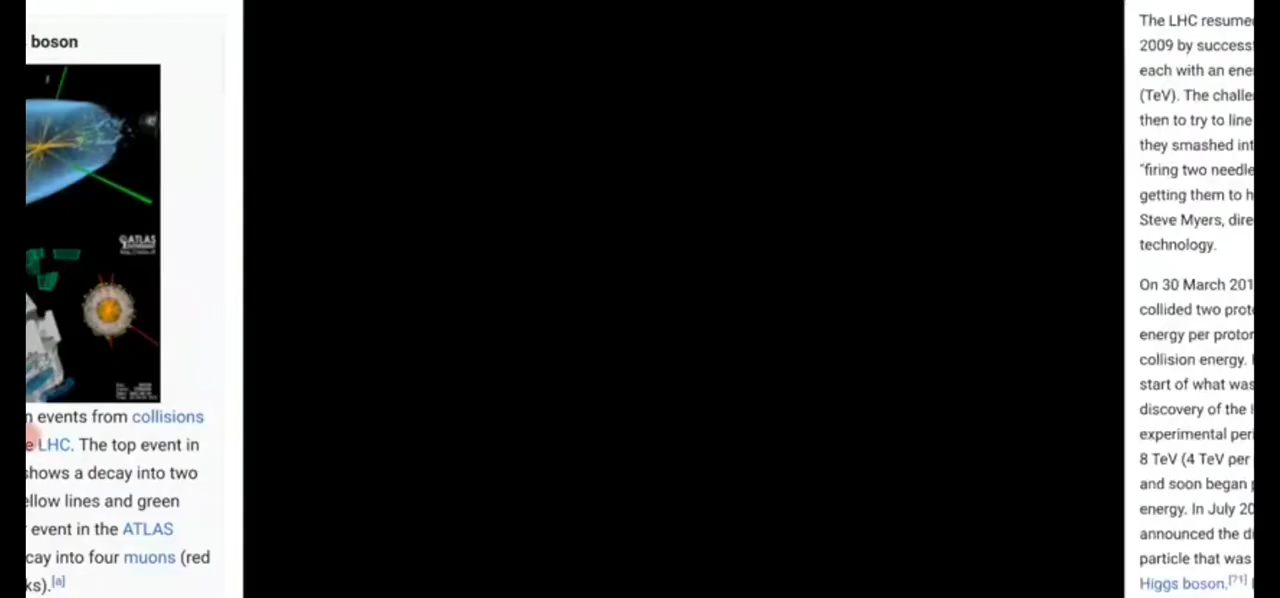 boson
ATLAS
n events from collisions
e LHC. The top event in
shows a decay into two
ellow lines and green
event in the ATLAS
cay into four muons (red
ks).[a]
The LHC resume
2009 by success
each with an ene
(TeV). The challe
then to try to line
they smashed int
"firing two needle
getting them to h
Steve Myers, dire
technology.
On 30 March 201
collided two prot
energy per proton
collision energy.
start of what was
discovery of the
experimental peri
8 TeV (4 TeV per
and soon began
energy. In July 20
announced the di
particle that was
Higgs boson.[71]